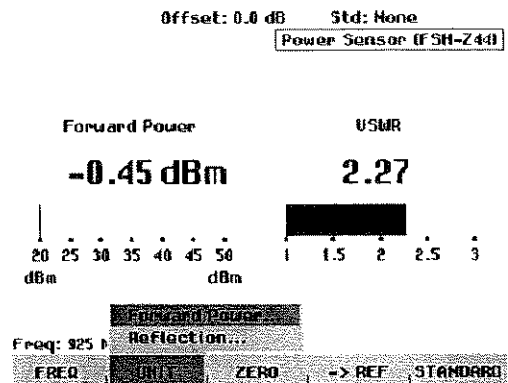 Offset: 0.0 dB Std: None
Power Sensor (FSH-Z44)
Forward Power VSWR
-0.45 dBm 2.27
20 25 30 35 40 45 50 1 1.5 2 2.5 3
dBm dBm
Forward Power...
Freq: 925 M Reflection...
FREQ UNIT ZERO -> REF STANDARD